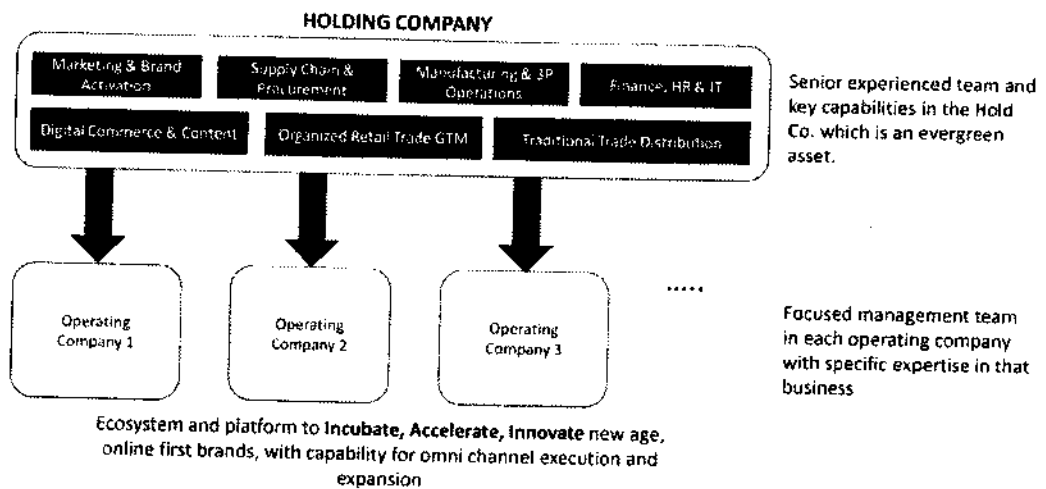 HOLDING COMPANY
Marketing & Brand
Activation
Supply Chain &
Procurement
Manufacturing & 3P
Operations
Finance, HR & IT
Digital Commerce & Content
Organized Retail Trade GTM
Traditional Trade Distribution
Senior experienced team and
key capabilities in the Hold
Co. which is an evergreen
asset.
Operating
Company 1
Operating
Company 2
Operating
Company 3
.....
Focused management team
in each operating company
with specific expertise in that
business
Ecosystem and platform to Incubate, Accelerate, Innovate new age,
online first brands, with capability for omni channel execution and
expansion